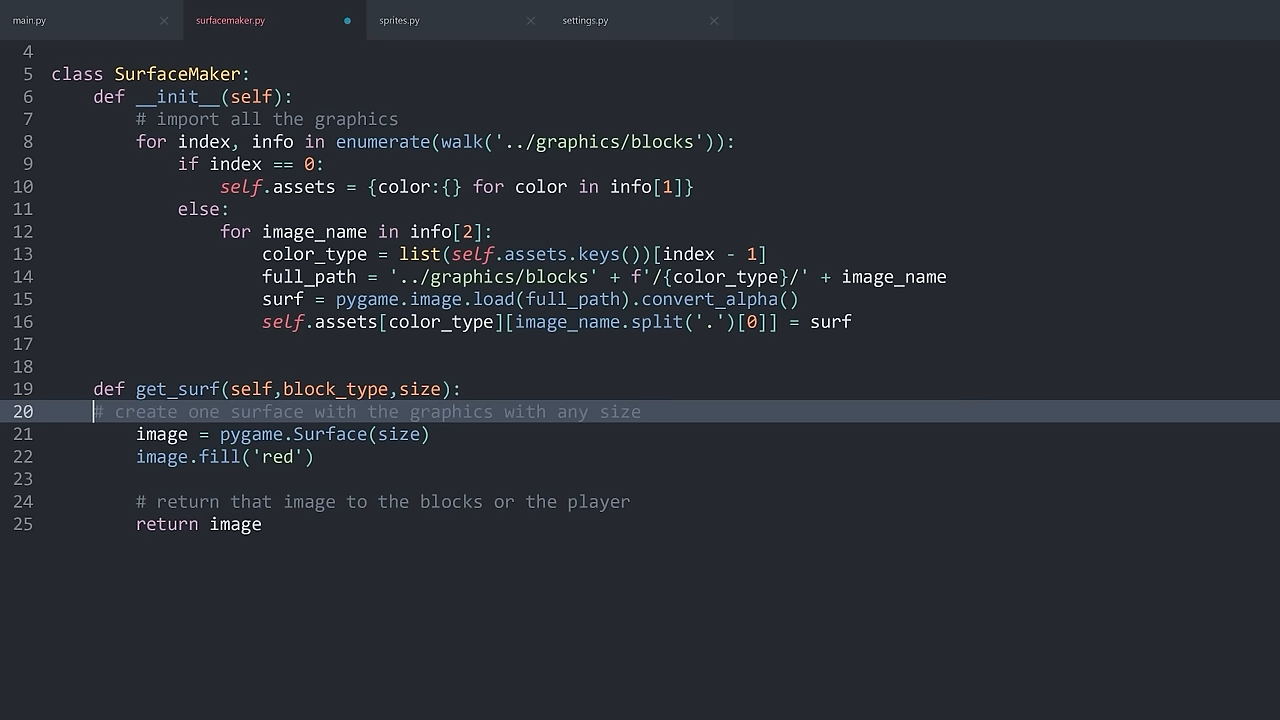 main.py surfacemaker.py sprites.py settings.py
4
5 class SurfaceMaker:
6     def __init__(self):
7         # import all the graphics
8         for index, info in enumerate(walk('../graphics/blocks')):
9             if index == 0:
10                 self.assets = {color:{} for color in info[1]}
11             else:
12                 for image_name in info[2]:
13                     color_type = list(self.assets.keys())[index - 1]
14                     full_path = '../graphics/blocks' + f'/{color_type}/' + image_name
15                     surf = pygame.image.load(full_path).convert_alpha()
16                     self.assets[color_type][image_name.split('.')[0]] = surf
17
18
19     def get_surf(self,block_type,size):
20     # create one surface with the graphics with any size
21         image = pygame.Surface(size)
22         image.fill('red')
23
24         # return that image to the blocks or the player
25         return image